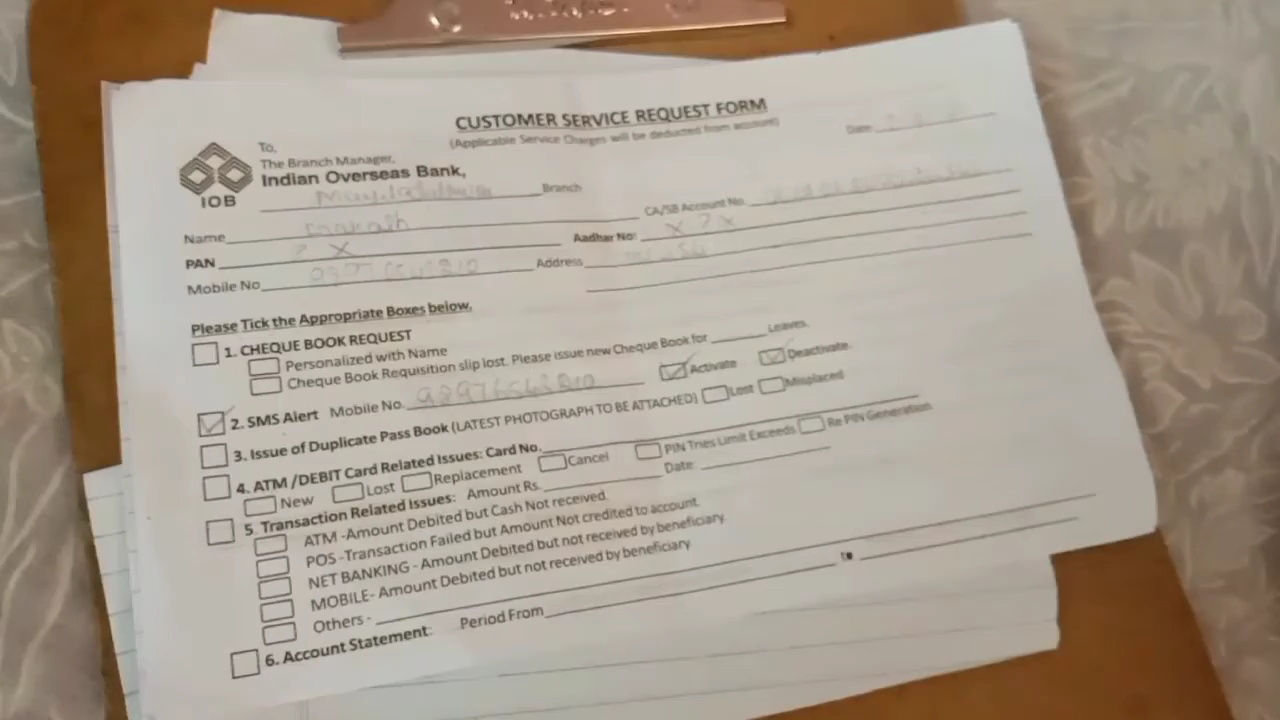 CUSTOMER SERVICE REQUEST FORM
(Applicable Service Charges will be deducted from account)
Date:
To,
The Branch Manager,
Indian Overseas Bank,
IOB
Branch
Name CA/SB Account No.
PAN ? X Aadhar No: X ? X
Mobile No Address
Please Tick the Appropriate Boxes below.
1. CHEQUE BOOK REQUEST
Personalized with Name
Cheque Book Requisition slip lost. Please issue new Cheque Book for Leaves.
2. SMS Alert Mobile No. Activate Deactivate
3. Issue of Duplicate Pass Book (LATEST PHOTOGRAPH TO BE ATTACHED) Lost Misplaced
4. ATM /DEBIT Card Related Issues: Card No.
New Lost Replacement Cancel PIN Tries Limit Exceeds Re PIN Generation
5. Transaction Related Issues: Amount Rs. Date:
ATM -Amount Debited but Cash Not received.
POS -Transaction Failed but Amount Not credited to account.
NET BANKING - Amount Debited but not received by beneficiary.
MOBILE- Amount Debited but not received by beneficiary.
Others -
6. Account Statement: Period From to